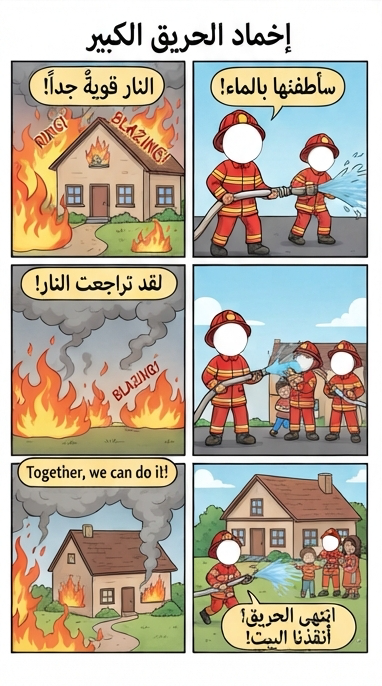 إخماد الحريق الكبير
النار قويةٌ جداً!
RING!
BLAZING!
سأطفئها بالماء!
لقد تراجعت النار!
BLAZING!
Together, we can do it!
انتهى الحريق؟
أنقذنا البيت!